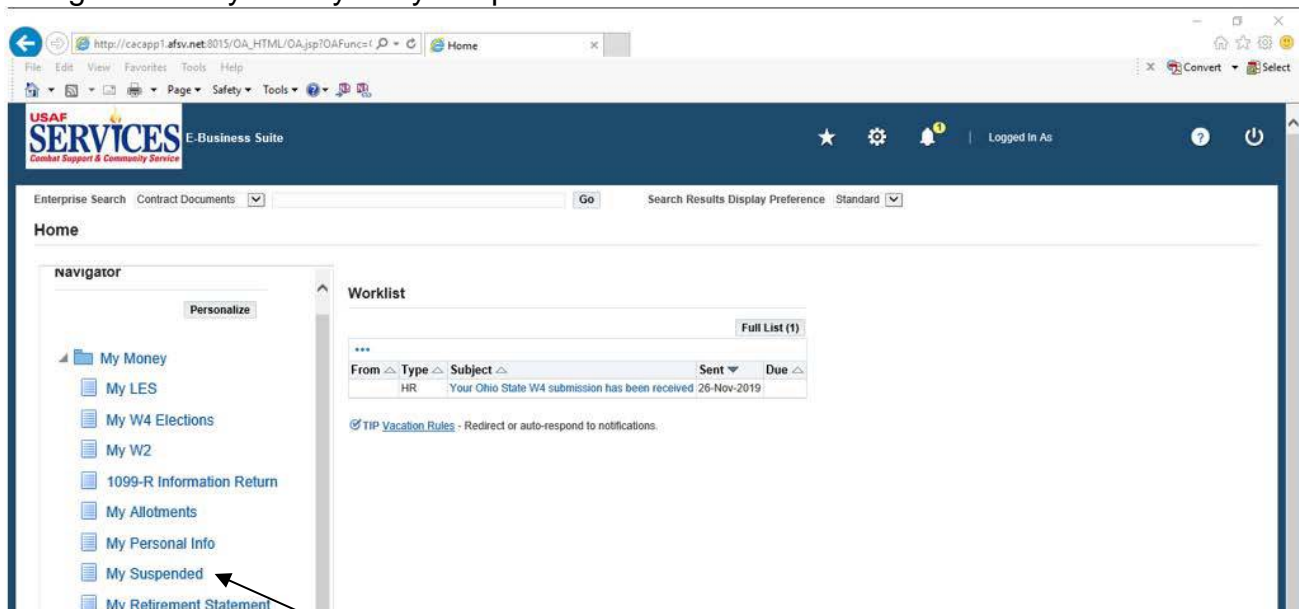 http://cacapp1.afsv.net:8015/OA_HTML/OA.jsp?OAFunc=(
Home
File Edit View Favorites Tools Help
Convert Select
Page Safety Tools
USAF
SERVICES E-Business Suite
Combat Support & Community Service
1
Logged In As
Enterprise Search Contract Documents Go Search Results Display Preference Standard
Home
Navigator
Personalize
My Money
My LES
My W4 Elections
My W2
1099-R Information Return
My Allotments
My Personal Info
My Suspended
My Retirement Statement
Worklist
Full List (1)
...
From Type Subject Sent Due
HR Your Ohio State W4 submission has been received 26-Nov-2019
TIP Vacation Rules - Redirect or auto-respond to notifications.